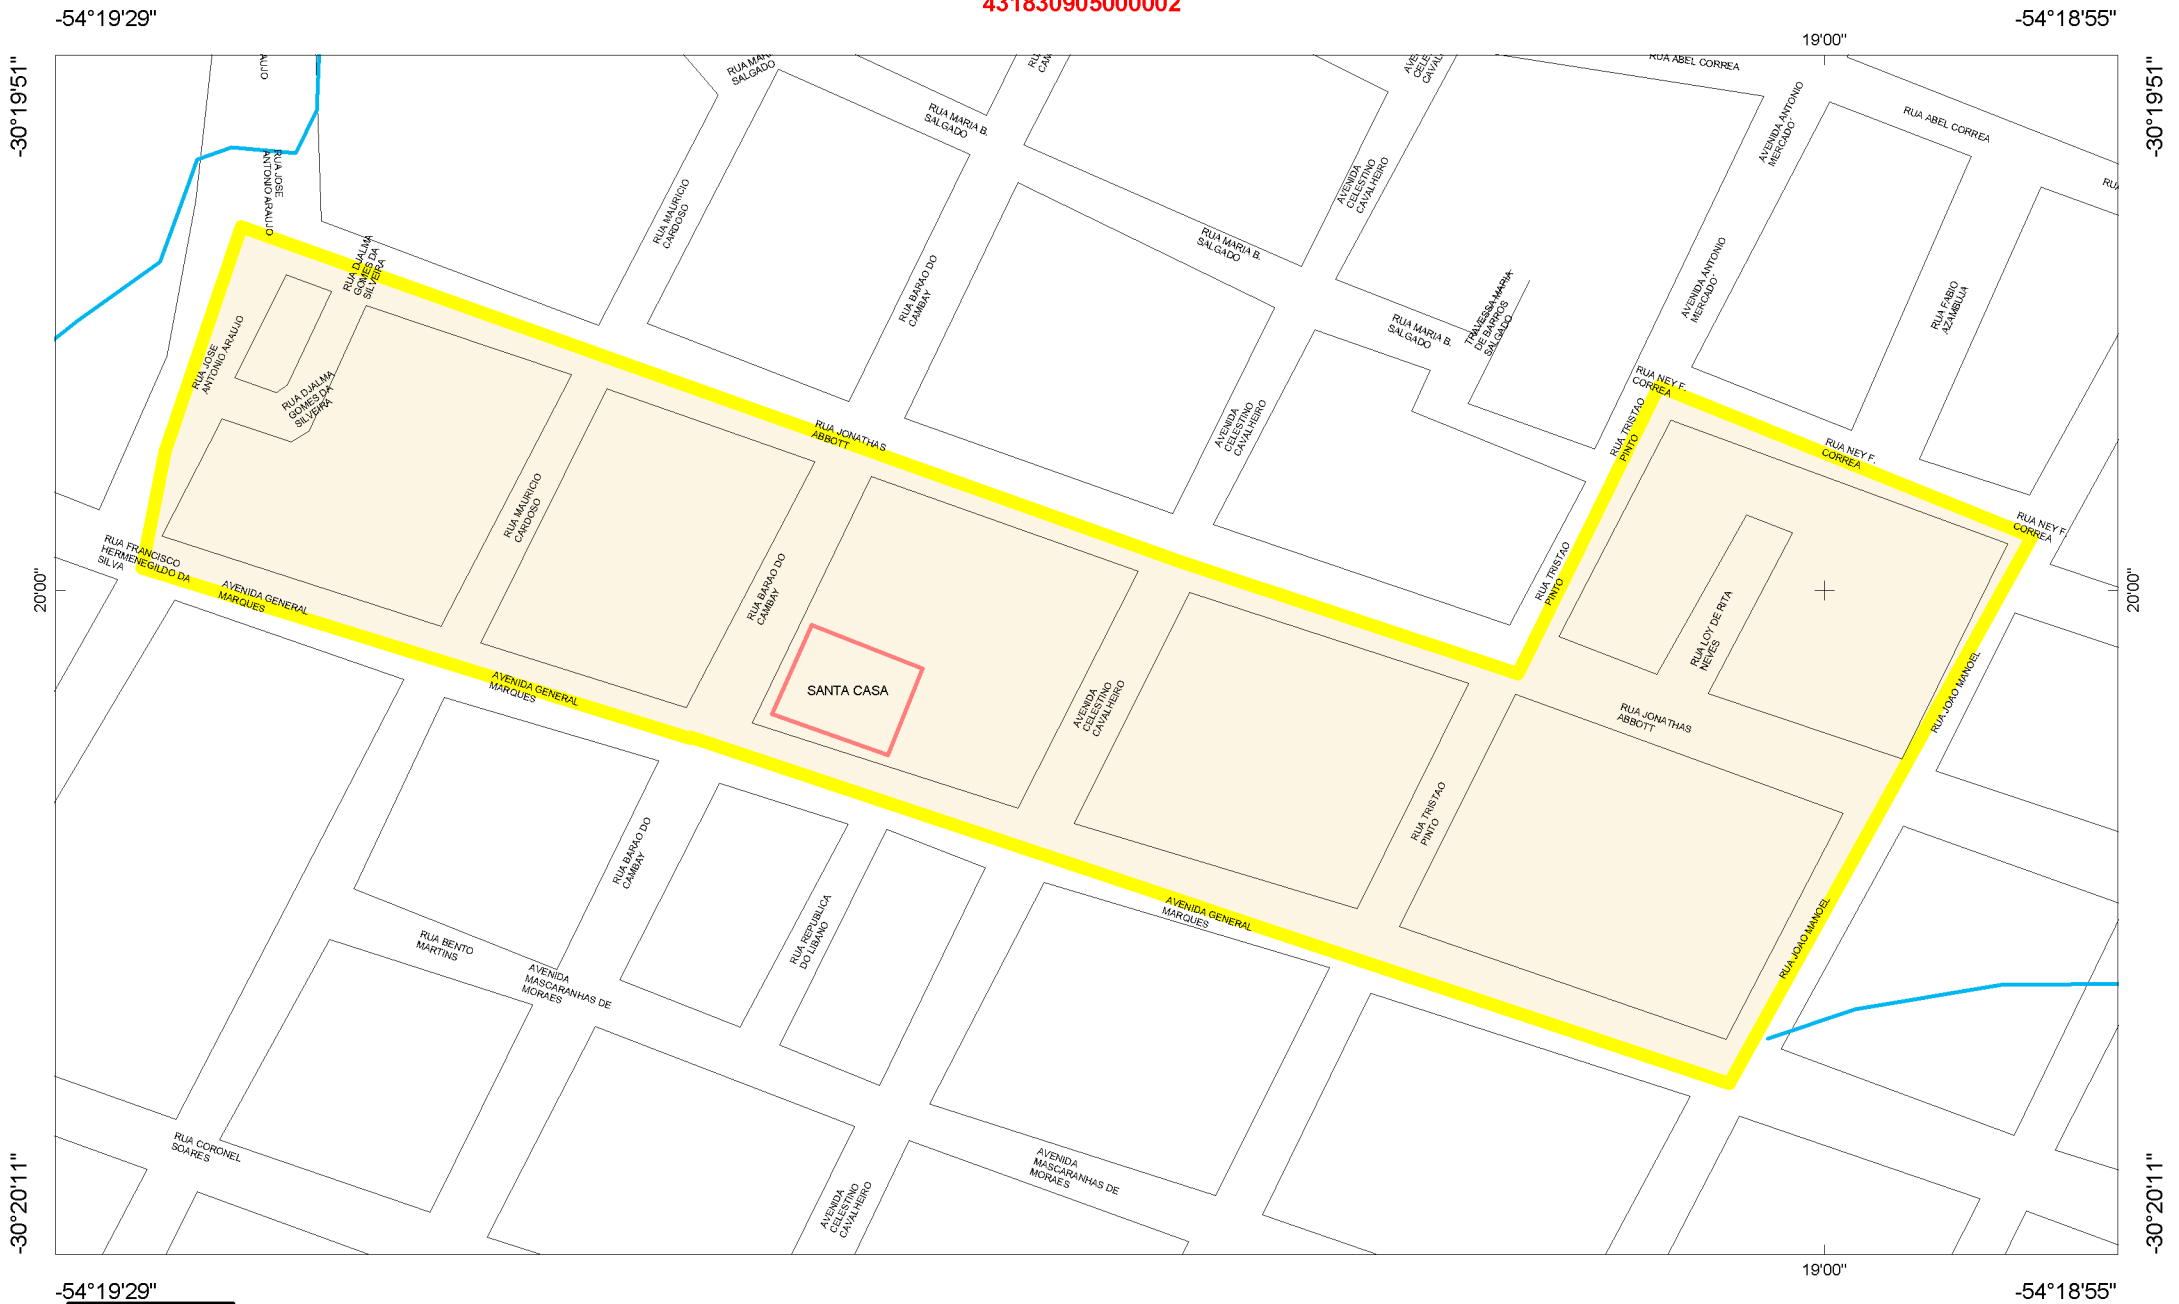 431830905000002
-54°19'29"
-54°18'55"
19'00"
-30°19'51"
-30°19'51"
RUA MARIA B.
SALGADO
RUA ABEL CORREA
RUA ABEL CORREA
RUA MARIA B.
SALGADO
AVENIDA ANTONIO
MERCADO
RUA JOSE
ANTONIO ARAUJO
RUA MAURICIO
CARDOSO
AVENIDA
CELESTINO
CAVALHEIRO
RUA DJALMA
GOMES DA
SILVEIRA
RUA MARIA B.
SALGADO
RUA BARAO DO
CAMBAY
AVENIDA ANTONIO
MERCADO
RUA FABIO
AZAMBUJA
TRAVESSA MARIA
DE BARROS
SALGADO
RUA MARIA B.
SALGADO
RUA JOSE
ANTONIO ARAUJO
RUA DJALMA
GOMES DA
SILVEIRA
RUA NEY F.
CORREA
RUA JONATHAS
ABBOTT
AVENIDA
CELESTINO
CAVALHEIRO
RUA TRISTAO
PINTO
RUA NEY F.
CORREA
RUA NEY F.
CORREA
RUA MAURICIO
CARDOSO
RUA FRANCISCO
HERMENEGILDO DA
SILVA
AVENIDA GENERAL
MARQUES
RUA BARAO DO
CAMBAY
RUA TRISTAO
PINTO
20'00"
20'00"
RUA LOY DE RITA
NEVES
SANTA CASA
AVENIDA GENERAL
MARQUES
AVENIDA
CELESTINO
CAVALHEIRO
RUA JONATHAS
ABBOTT
RUA JOAO MANOEL
RUA TRISTAO
PINTO
RUA BARAO DO
CAMBAY
RUA REPUBLICA
DO LIBANO
AVENIDA GENERAL
MARQUES
RUA JOAO MANOEL
RUA BENTO
MARTINS
AVENIDA
MASCARANHAS DE
MORAES
RUA CORONEL
SOARES
AVENIDA
MASCARANHAS DE
MORAES
AVENIDA
CELESTINO
CAVALHEIRO
-30°20'11"
-30°20'11"
19'00"
-54°19'29"
-54°18'55"